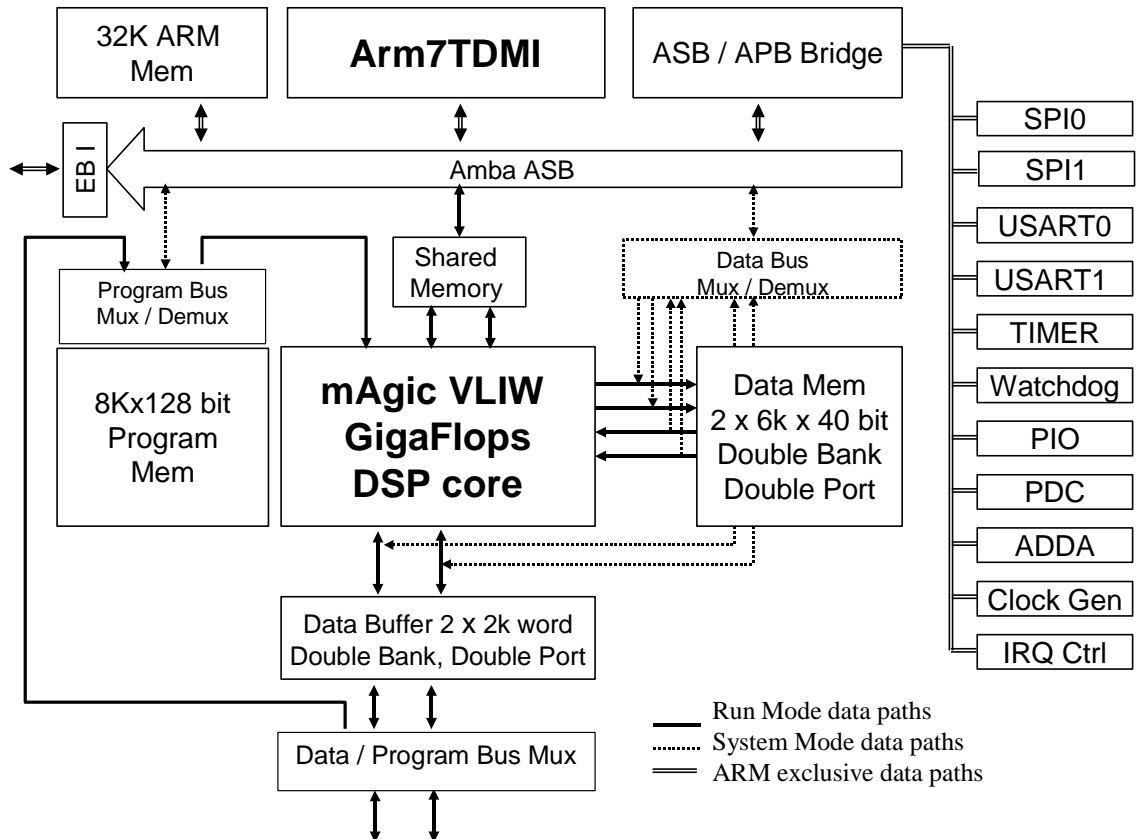 32K ARM
Mem
Arm7TDMI
ASB / APB Bridge
SPI0
SPI1
USART0
USART1
TIMER
Watchdog
PIO
PDC
ADDA
Clock Gen
IRQ Ctrl
EB I
Amba ASB
Program Bus
Mux / Demux
Shared
Memory
Data Bus
Mux / Demux
8Kx128 bit
Program
Mem
mAgic VLIW
GigaFlops
DSP core
Data Mem
2 x 6k x 40 bit
Double Bank
Double Port
Data Buffer 2 x 2k word
Double Bank, Double Port
Data / Program Bus Mux
Run Mode data paths
System Mode data paths
ARM exclusive data paths